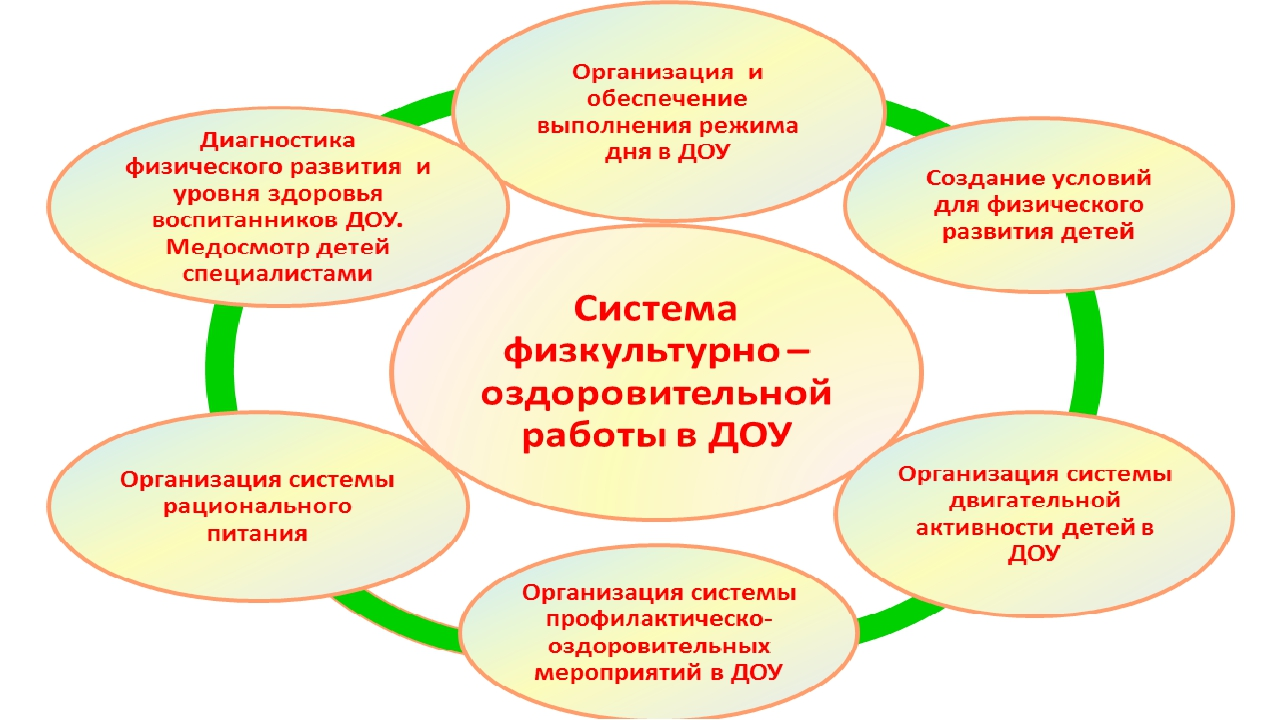 Организация и
обеспечение
выполнения режима
дня в ДОУ
Диагностика
физического развития и
уровня здоровья
воспитанников ДОУ.
Медосмотр детей
специалистами
Создание условий
для физического
развития детей
Система
физкультурно –
оздоровительной
работы в ДОУ
Организация системы
рационального
питания
Организация системы
двигательной
активности детей в
ДОУ
Организация системы
профилактическо-
оздоровительных
мероприятий в ДОУ